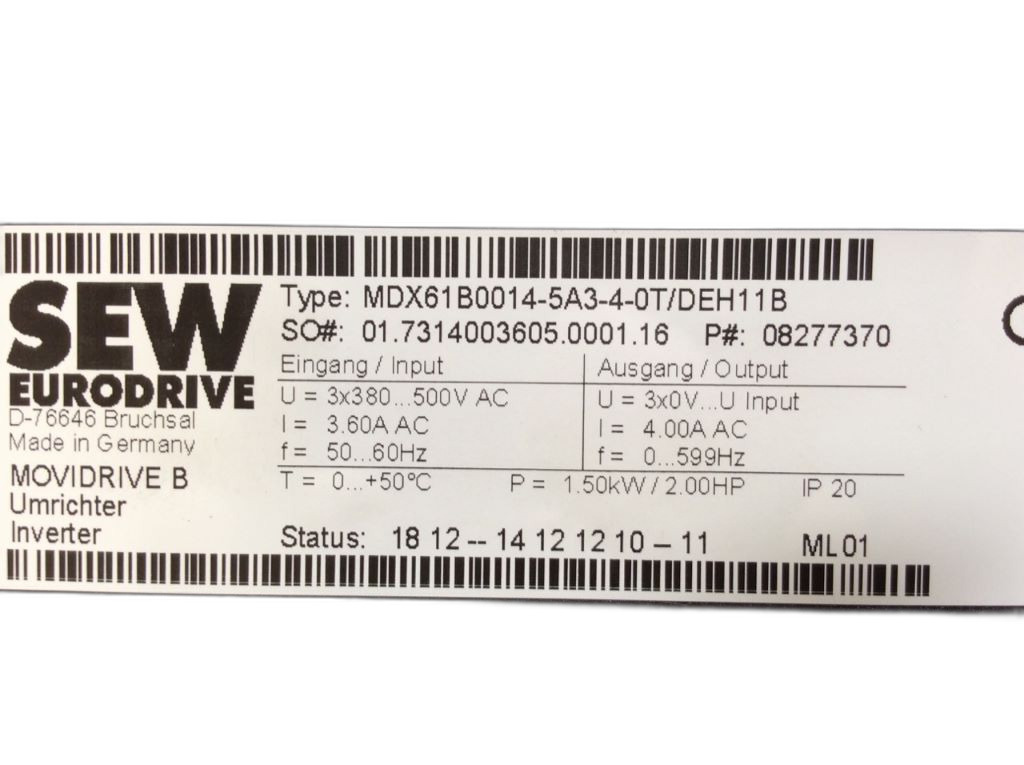 SEW
EURODRIVE
D-76646 Bruchsal
Made in Germany
MOVIDRIVE B
Umrichter
Inverter
Type: MDX61B0014-5A3-4-0T/DEH11B
SO#: 01.7314003605.0001.16 P#: 08277370
Eingang / Input
U = 3x380...500V AC
I = 3.60A AC
f = 50...60Hz
Ausgang / Output
U = 3x0V...U Input
I = 4.00A AC
f = 0...599Hz
T = 0...+50°C P = 1.50kW / 2.00HP IP 20
Status: 18 12 -- 14 12 12 10 – 11 ML 01